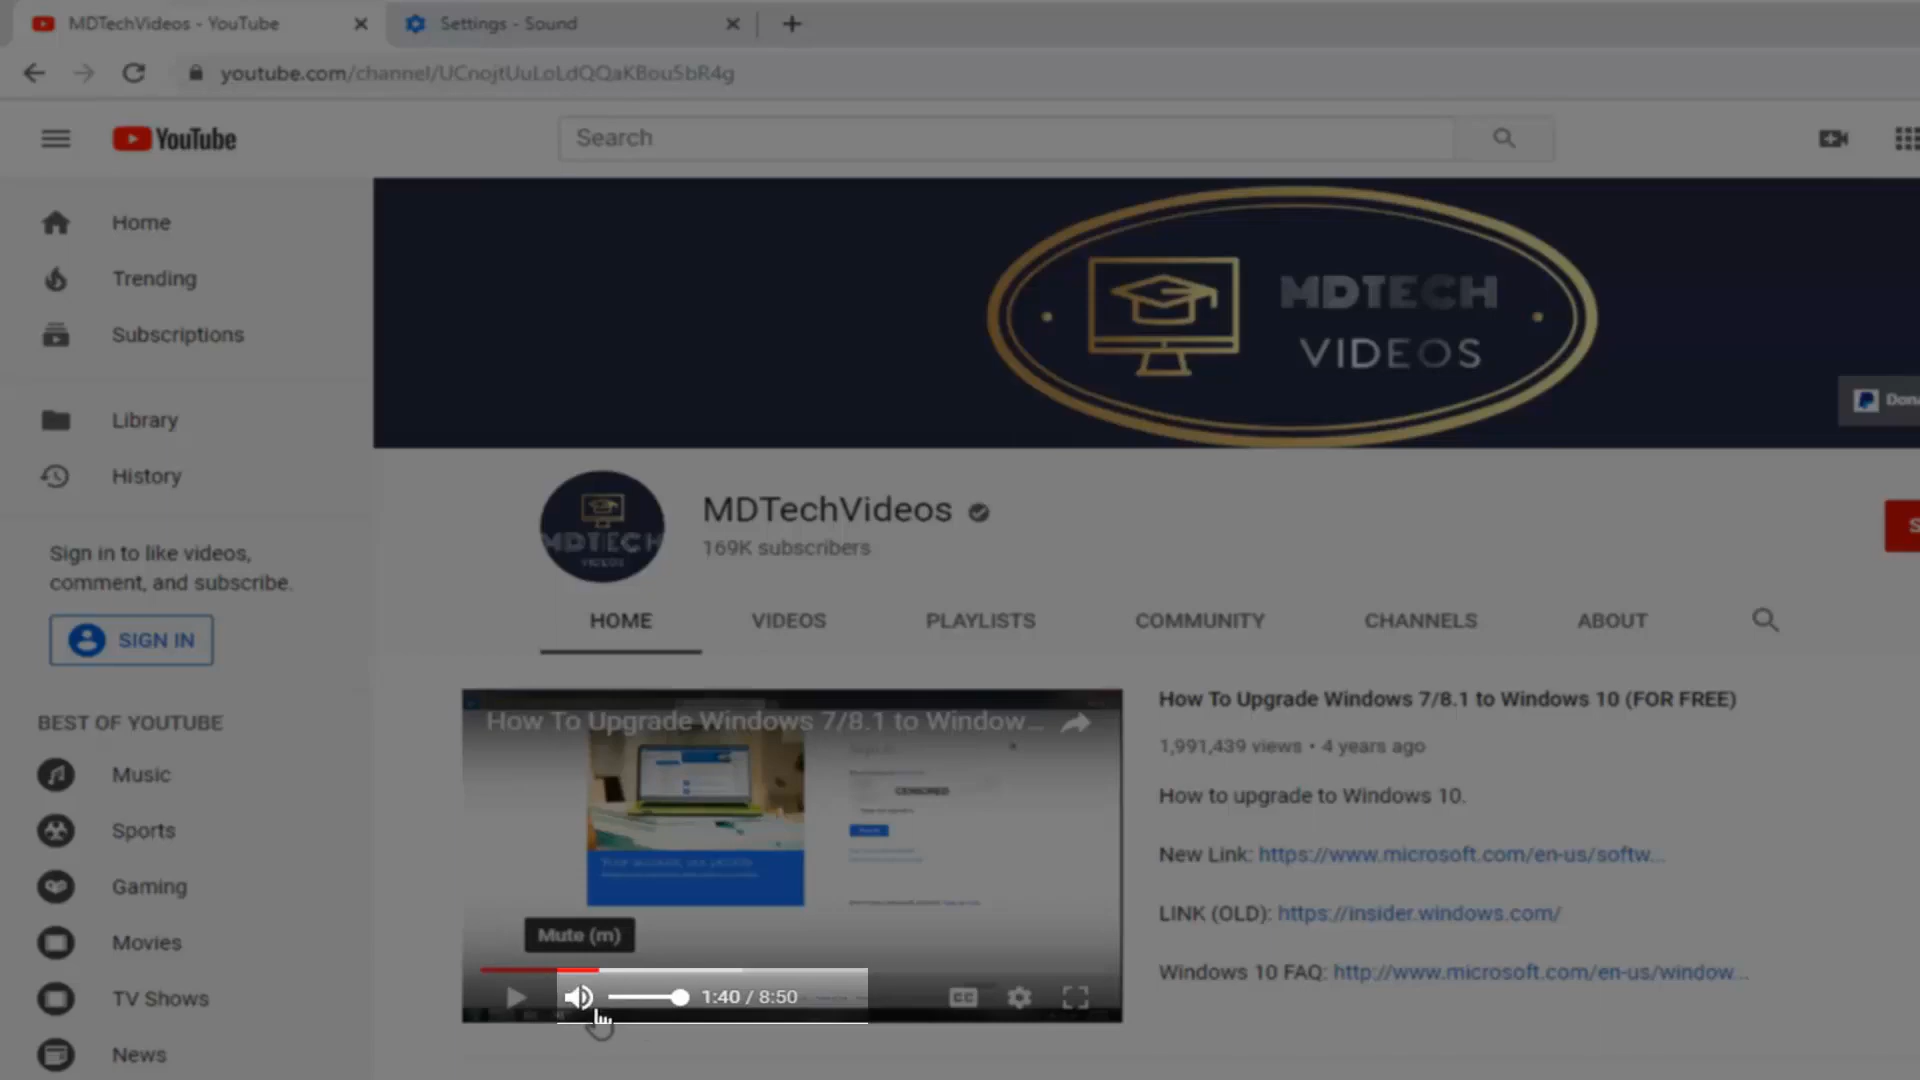 MDTechVideos - YouTube
Settings - Sound
youtube.com/channel/UCnojtUuLoLdQQaKBou5bR4g
YouTube
Search
Home
Trending
Subscriptions
Library
History
Sign in to like videos,
comment, and subscribe.
SIGN IN
BEST OF YOUTUBE
Music
Sports
Gaming
Movies
TV Shows
News
MDTECH
VIDEOS
MDTECH
VIDEOS
MDTechVideos
169K subscribers
HOME
VIDEOS
PLAYLISTS
COMMUNITY
CHANNELS
ABOUT
How To Upgrade Windows 7/8.1 to Window...
CENSORED
Mute (m)
1:40 / 8:50
CC
How To Upgrade Windows 7/8.1 to Windows 10 (FOR FREE)
1,991,439 views • 4 years ago
How to upgrade to Windows 10.
New Link: https://www.microsoft.com/en-us/softw...
LINK (OLD): https://insider.windows.com/
Windows 10 FAQ: http://www.microsoft.com/en-us/window...